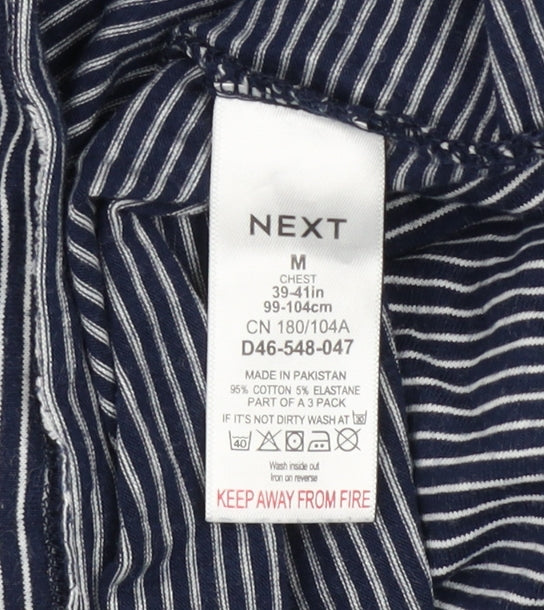 NEXT
M
CHEST
39-41in
99-104cm
CN 180/104A
D46-548-047
MADE IN PAKISTAN
95% COTTON 5% ELASTANE
PART OF A 3 PACK
IF IT'S NOT DIRTY WASH AT
40
Wash inside out
Iron on reverse
KEEP AWAY FROM FIRE